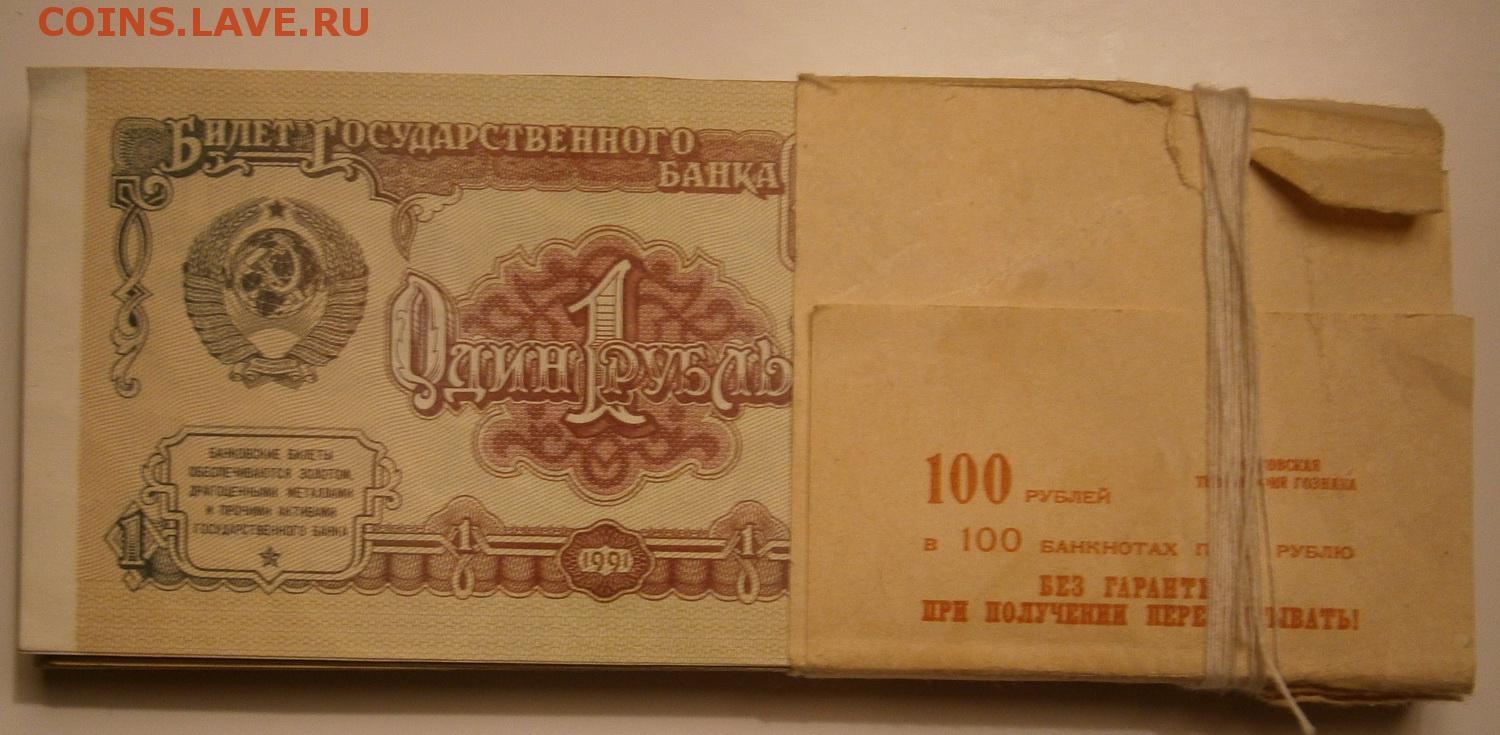 COINS.LAVE.RU
Билет Государственного
Банка
1
Один рубль
БАНКОВСКИЕ БИЛЕТЫ
ОБЕСПЕЧИВАЮТСЯ ЗОЛОТОМ,
ДРАГОЦЕННЫМИ МЕТАЛЛАМИ
И ПРОЧИМИ АКТИВАМИ
ГОСУДАРСТВЕННОГО БАНКА
1
1
1991
1
100 РУБЛЕЙ
В 100 БАНКНОТАХ РУБЛЮ
БЕЗ
ПРИ ПОЛУЧЕНИИ
ГОЗНАКА